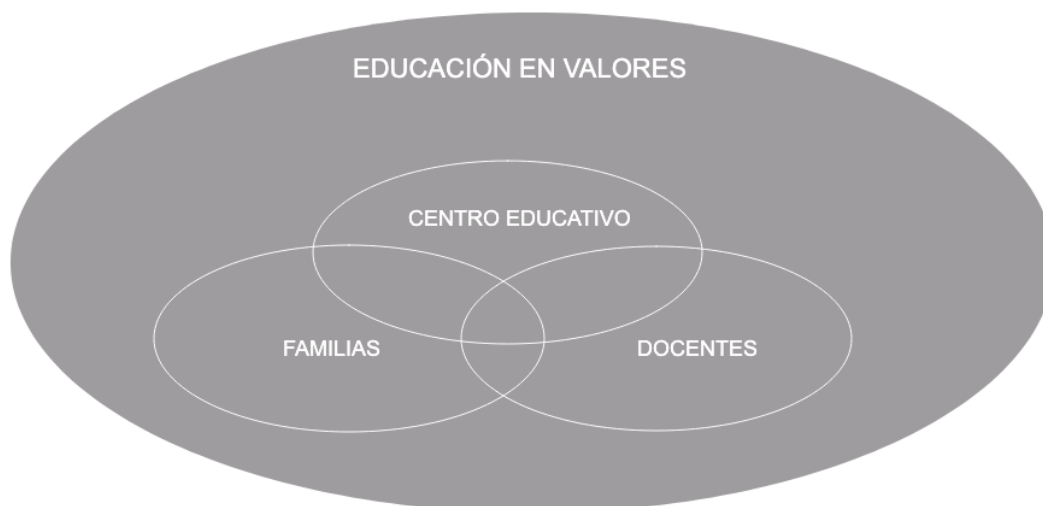 EDUCACIÓN EN VALORES
CENTRO EDUCATIVO
FAMILIAS
DOCENTES